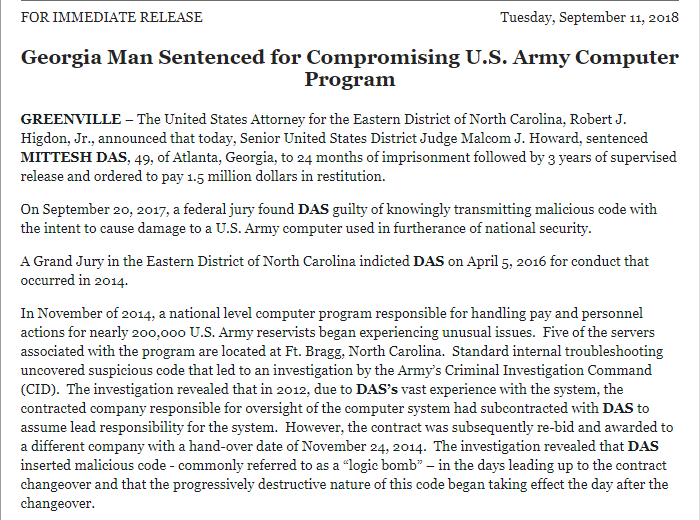 FOR IMMEDIATE RELEASE Tuesday, September 11, 2018
Georgia Man Sentenced for Compromising U.S. Army Computer
Program
GREENVILLE – The United States Attorney for the Eastern District of North Carolina, Robert J.
Higdon, Jr., announced that today, Senior United States District Judge Malcom J. Howard, sentenced
MITTESH DAS, 49, of Atlanta, Georgia, to 24 months of imprisonment followed by 3 years of supervised
release and ordered to pay 1.5 million dollars in restitution.
On September 20, 2017, a federal jury found DAS guilty of knowingly transmitting malicious code with
the intent to cause damage to a U.S. Army computer used in furtherance of national security.
A Grand Jury in the Eastern District of North Carolina indicted DAS on April 5, 2016 for conduct that
occurred in 2014.
In November of 2014, a national level computer program responsible for handling pay and personnel
actions for nearly 200,000 U.S. Army reservists began experiencing unusual issues.  Five of the servers
associated with the program are located at Ft. Bragg, North Carolina.  Standard internal troubleshooting
uncovered suspicious code that led to an investigation by the Army's Criminal Investigation Command
(CID).  The investigation revealed that in 2012, due to DAS's vast experience with the system, the
contracted company responsible for oversight of the computer system had subcontracted with DAS to
assume lead responsibility for the system.  However, the contract was subsequently re-bid and awarded to
a different company with a hand-over date of November 24, 2014.  The investigation revealed that DAS
inserted malicious code - commonly referred to as a “logic bomb” – in the days leading up to the contract
changeover and that the progressively destructive nature of this code began taking effect the day after the
changeover.